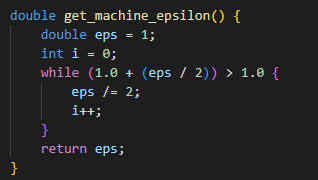 double get_machine_epsilon() {
    double eps = 1;
    int i = 0;
    while (1.0 + (eps / 2)) > 1.0 {
        eps /= 2;
        i++;
    }
    return eps;
}